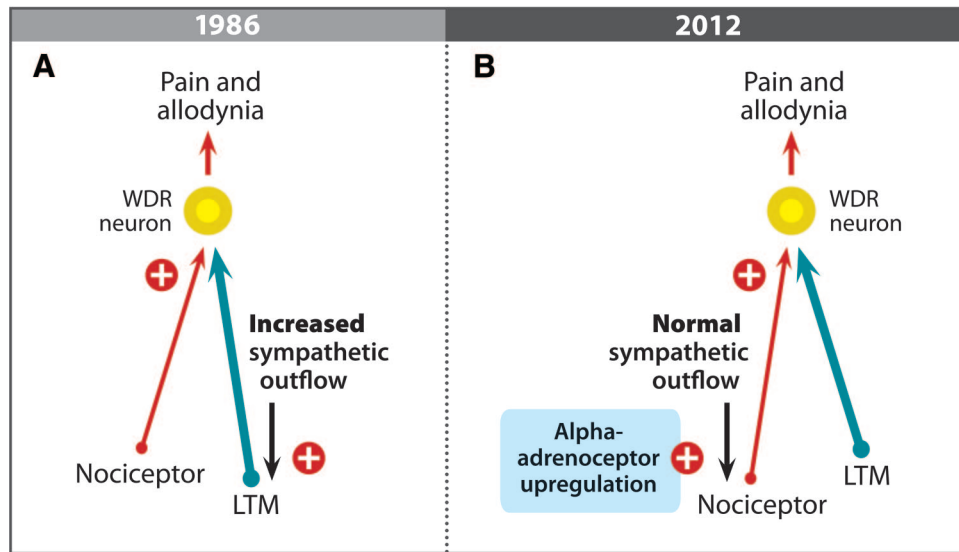 1986
2012
A
Pain and
allodynia
WDR
neuron
Increased
sympathetic
outflow
Nociceptor
LTM
B
Pain and
allodynia
WDR
neuron
Normal
sympathetic
outflow
Alpha-
adrenoceptor
upregulation
Nociceptor
LTM